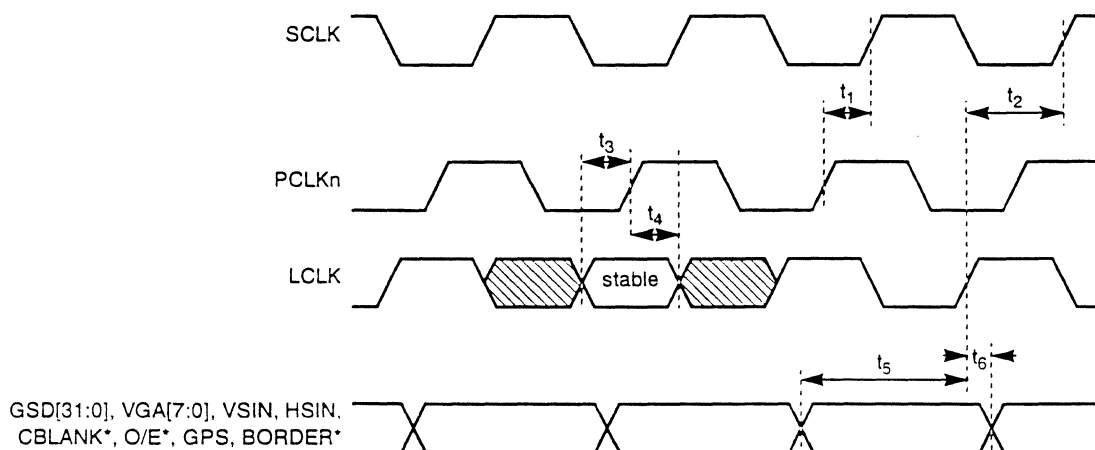 SCLK
t1
t2
t3
PCLKn
t4
LCLK
stable
t5
t6
GSD[31:0], VGA[7:0], VSIN, HSIN,
CBLANK*, O/E*, GPS, BORDER*